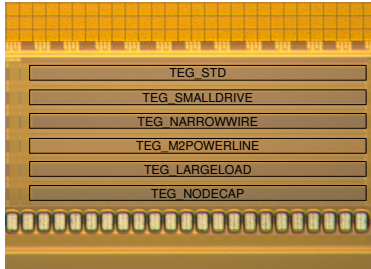 TEG_STD
TEG_SMALLDRIVE
TEG_NARROWWIRE
TEG_M2POWERLINE
TEG_LARGELOAD
TEG_NODECAP